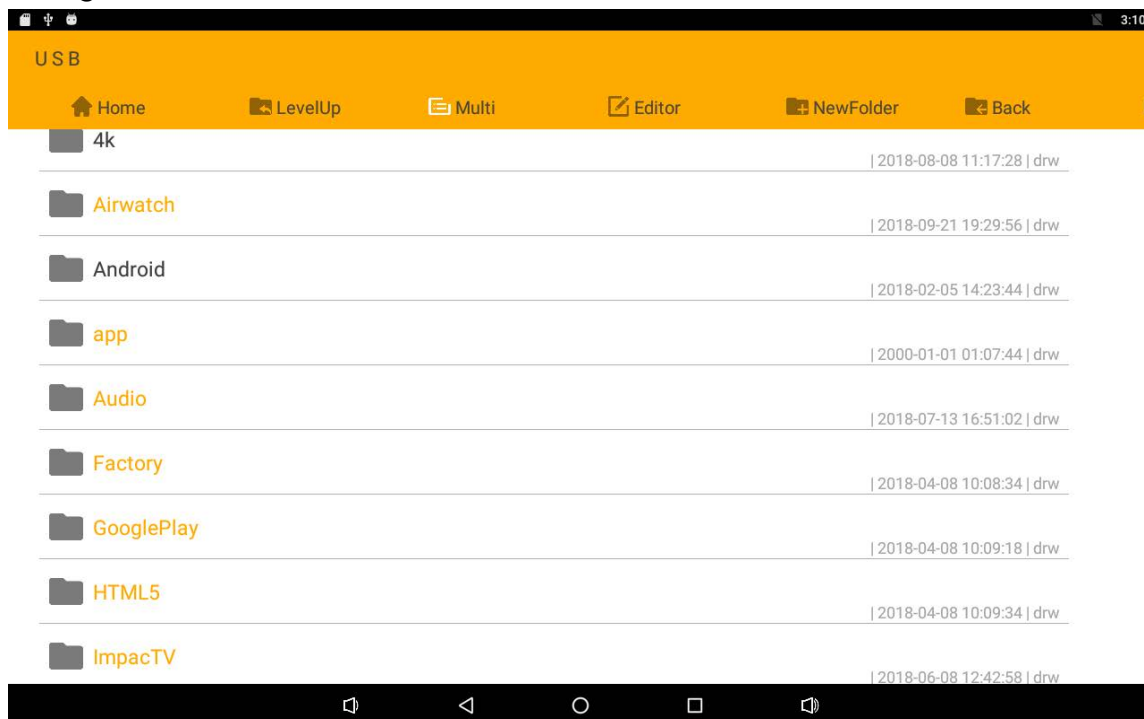 3:10
USB
Home LevelUp Multi Editor NewFolder Back
4k
| 2018-08-08 11:17:28 | drw
Airwatch
| 2018-09-21 19:29:56 | drw
Android
| 2018-02-05 14:23:44 | drw
app
| 2000-01-01 01:07:44 | drw
Audio
| 2018-07-13 16:51:02 | drw
Factory
| 2018-04-08 10:08:34 | drw
GooglePlay
| 2018-04-08 10:09:18 | drw
HTML5
| 2018-04-08 10:09:34 | drw
ImpacTV
| 2018-06-08 12:42:58 | drw